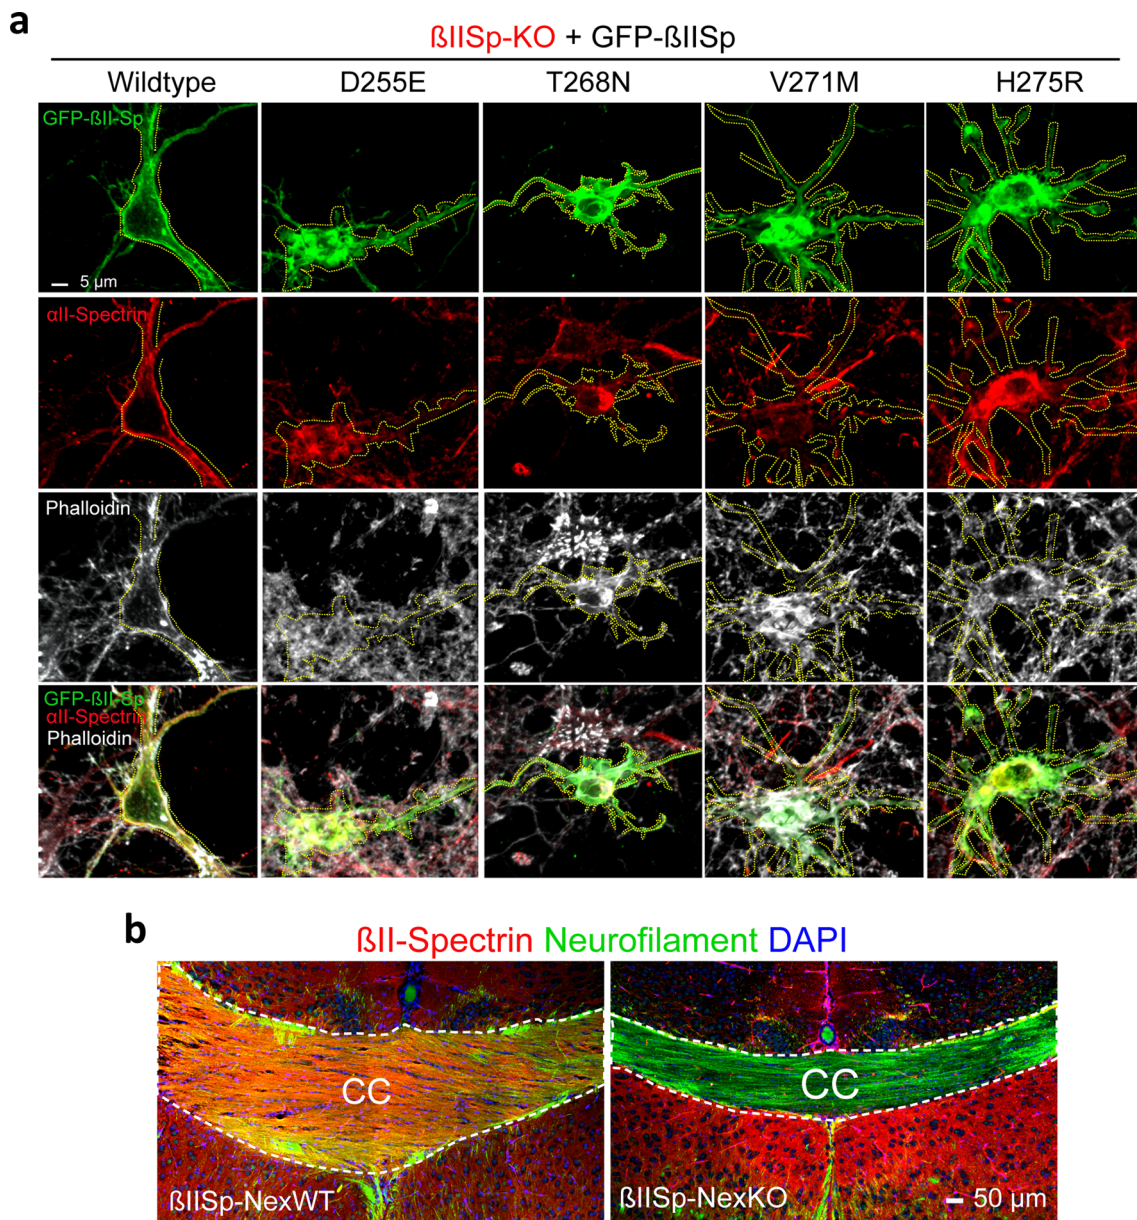 a
ßIISp-KO + GFP-ßIISp
Wildtype D255E T268N V271M H275R
GFP-ßII-Sp
5 µm
αII-Spectrin
Phalloidin
GFP-ßII-Sp
αII-Spectrin
Phalloidin
b
ßII-Spectrin Neurofilament DAPI
CC CC
ßIISp-NexWT ßIISp-NexKO 50 µm